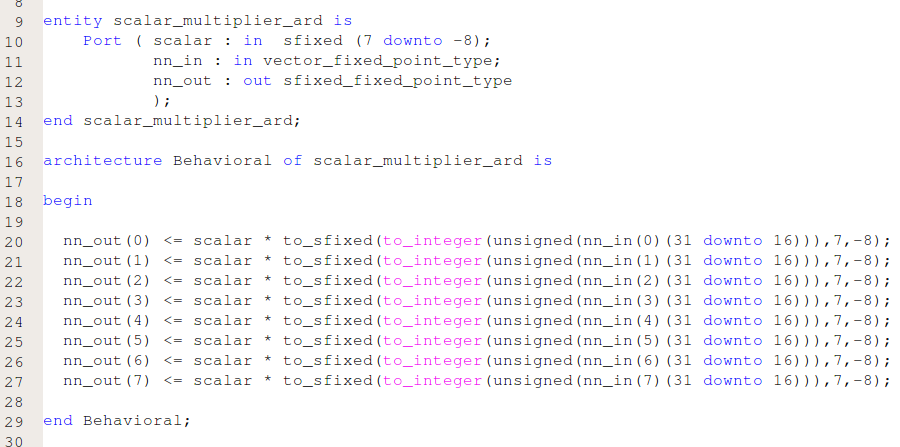 8
9 entity scalar_multiplier_ard is
10 Port ( scalar : in sfixed (7 downto -8);
11 nn_in : in vector_fixed_point_type;
12 nn_out : out sfixed_fixed_point_type
13 );
14 end scalar_multiplier_ard;
15
16 architecture Behavioral of scalar_multiplier_ard is
17
18 begin
19
20 nn_out(0) <= scalar * to_sfixed(to_integer(unsigned(nn_in(0)(31 downto 16))),7,-8);
21 nn_out(1) <= scalar * to_sfixed(to_integer(unsigned(nn_in(1)(31 downto 16))),7,-8);
22 nn_out(2) <= scalar * to_sfixed(to_integer(unsigned(nn_in(2)(31 downto 16))),7,-8);
23 nn_out(3) <= scalar * to_sfixed(to_integer(unsigned(nn_in(3)(31 downto 16))),7,-8);
24 nn_out(4) <= scalar * to_sfixed(to_integer(unsigned(nn_in(4)(31 downto 16))),7,-8);
25 nn_out(5) <= scalar * to_sfixed(to_integer(unsigned(nn_in(5)(31 downto 16))),7,-8);
26 nn_out(6) <= scalar * to_sfixed(to_integer(unsigned(nn_in(6)(31 downto 16))),7,-8);
27 nn_out(7) <= scalar * to_sfixed(to_integer(unsigned(nn_in(7)(31 downto 16))),7,-8);
28
29 end Behavioral;
30